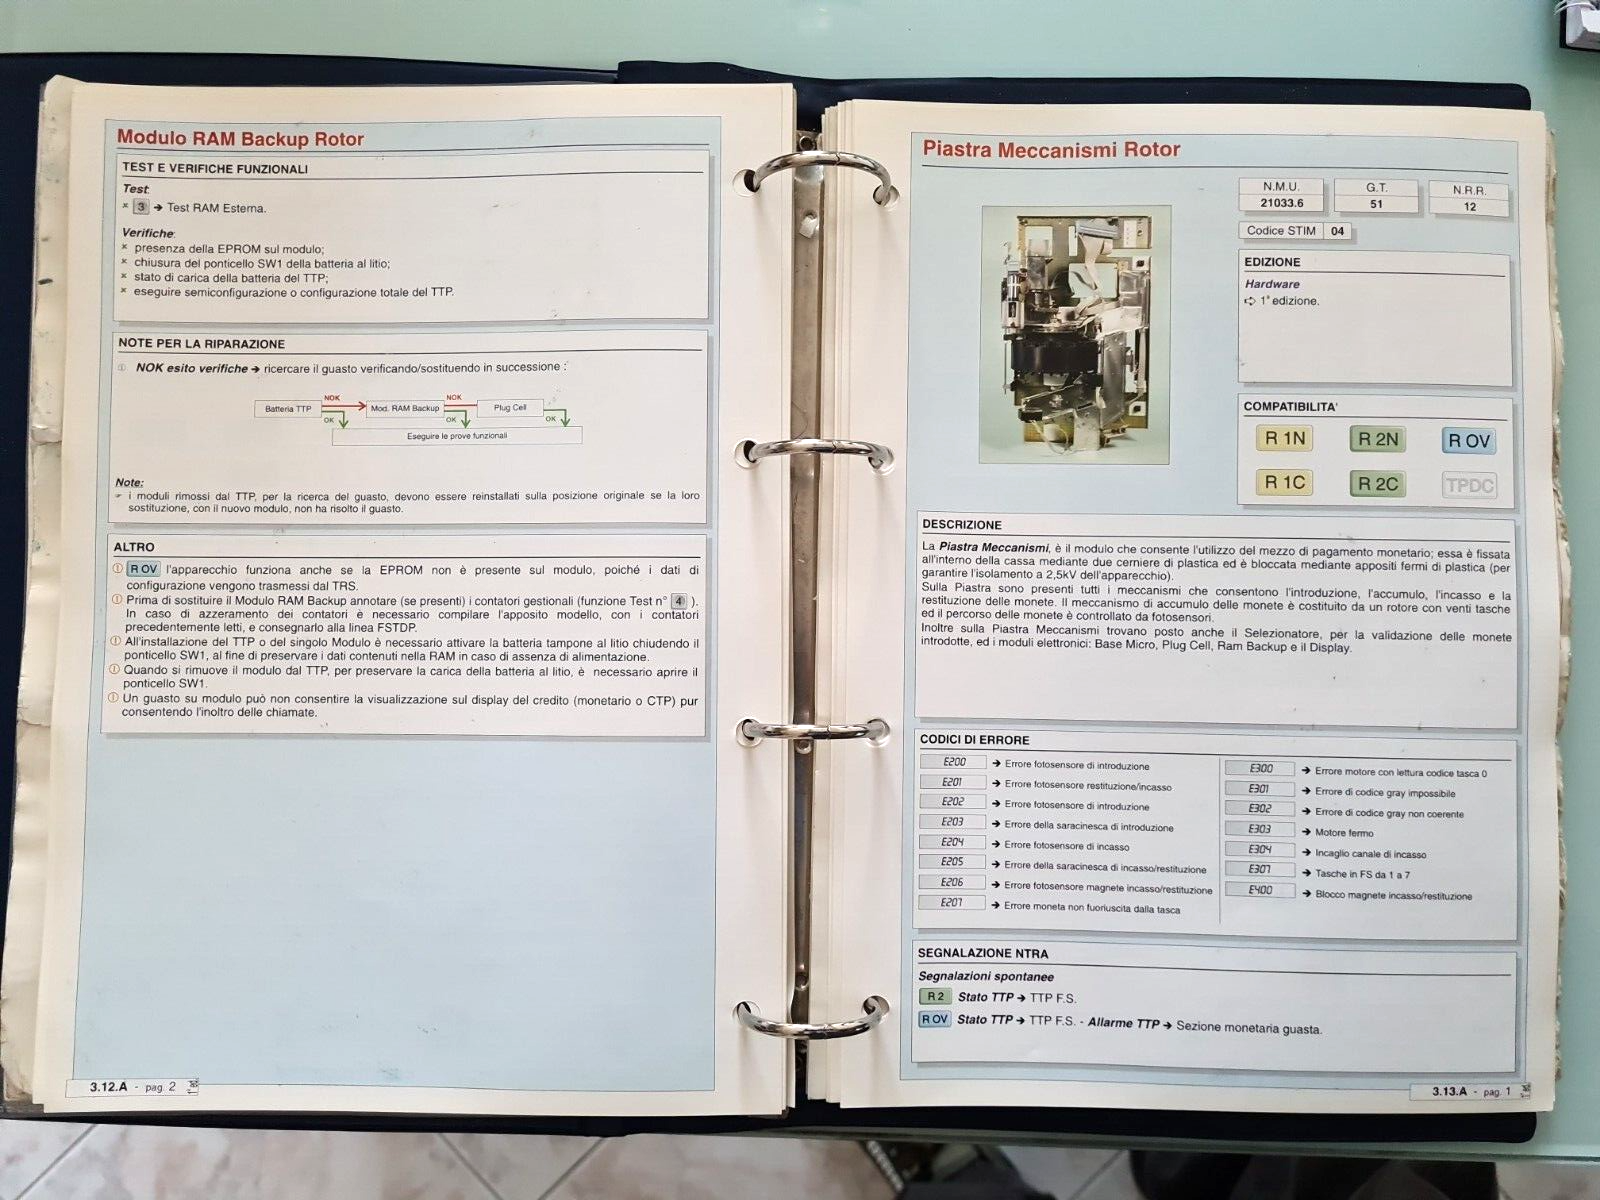 Modulo RAM Backup Rotor
TEST E VERIFICHE FUNZIONALI
Test:
× 3 ➔ Test RAM Esterna.
Verifiche:
× presenza della EPROM sul modulo;
× chiusura del ponticello SW1 della batteria al litio;
× stato di carica della batteria del TTP;
× eseguire semiconfigurazione o configurazione totale del TTP.
NOTE PER LA RIPARAZIONE
NOK esito verifiche ➔ ricercare il guasto verificando/sostituendo in successione :
Batteria TTP NOK Mod. RAM Backup NOK Plug Cell
OK OK OK
Eseguire le prove funzionali
Note:
☞ i moduli rimossi dal TTP, per la ricerca del guasto, devono essere reinstallati sulla posizione originale se la loro
sostituzione, con il nuovo modulo, non ha risolto il guasto.
ALTRO
R OV l'apparecchio funziona anche se la EPROM non è presente sul modulo, poiché i dati di
configurazione vengono trasmessi dal TRS.
Prima di sostituire il Modulo RAM Backup annotare (se presenti) i contatori gestionali (funzione Test n° 4 ).
In caso di azzeramento dei contatori è necessario compilare l'apposito modello, con i contatori
precedentemente letti, e consegnarlo alla linea FSTDP.
All'installazione del TTP o del singolo Modulo è necessario attivare la batteria tampone al litio chiudendo il
ponticello SW1, al fine di preservare i dati contenuti nella RAM in caso di assenza di alimentazione.
Quando si rimuove il modulo dal TTP, per preservare la carica della batteria al litio, è necessario aprire il
ponticello SW1.
Un guasto su modulo può non consentire la visualizzazione sul display del credito (monetario o CTP) pur
consentendo l'inoltro delle chiamate.
3.12.A - pag. 2
Piastra Meccanismi Rotor
N.M.U. G.T. N.R.R.
21033.6 51 12
Codice STIM 04
EDIZIONE
Hardware
➪ 1ª edizione.
COMPATIBILITA'
R 1N R 2N R OV
R 1C R 2C TPDC
DESCRIZIONE
La Piastra Meccanismi, è il modulo che consente l'utilizzo del mezzo di pagamento monetario; essa è fissata
all'interno della cassa mediante due cerniere di plastica ed è bloccata mediante appositi fermi di plastica (per
garantire l'isolamento a 2,5kV dell'apparecchio).
Sulla Piastra sono presenti tutti i meccanismi che consentono l'introduzione, l'accumulo, l'incasso e la
restituzione delle monete. Il meccanismo di accumulo delle monete è costituito da un rotore con venti tasche
ed il percorso delle monete è controllato da fotosensori.
Inoltre sulla Piastra Meccanismi trovano posto anche il Selezionatore, per la validazione delle monete
introdotte, ed i moduli elettronici: Base Micro, Plug Cell, Ram Backup e il Display.
CODICI DI ERRORE
E200 ➔ Errore fotosensore di introduzione
E201 ➔ Errore fotosensore restituzione/incasso
E202 ➔ Errore fotosensore di introduzione
E203 ➔ Errore della saracinesca di introduzione
E204 ➔ Errore fotosensore di incasso
E205 ➔ Errore della saracinesca di incasso/restituzione
E206 ➔ Errore fotosensore magnete incasso/restituzione
E207 ➔ Errore moneta non fuoriuscita dalla tasca
E300 ➔ Errore motore con lettura codice tasca 0
E301 ➔ Errore di codice gray impossibile
E302 ➔ Errore di codice gray non coerente
E303 ➔ Motore fermo
E304 ➔ Incaglio canale di incasso
E307 ➔ Tasche in FS da 1 a 7
E400 ➔ Blocco magnete incasso/restituzione
SEGNALAZIONE NTRA
Segnalazioni spontanee
R 2 Stato TTP ➔ TTP F.S.
R OV Stato TTP ➔ TTP F.S. - Allarme TTP ➔ Sezione monetaria guasta.
3.13.A - pag. 1